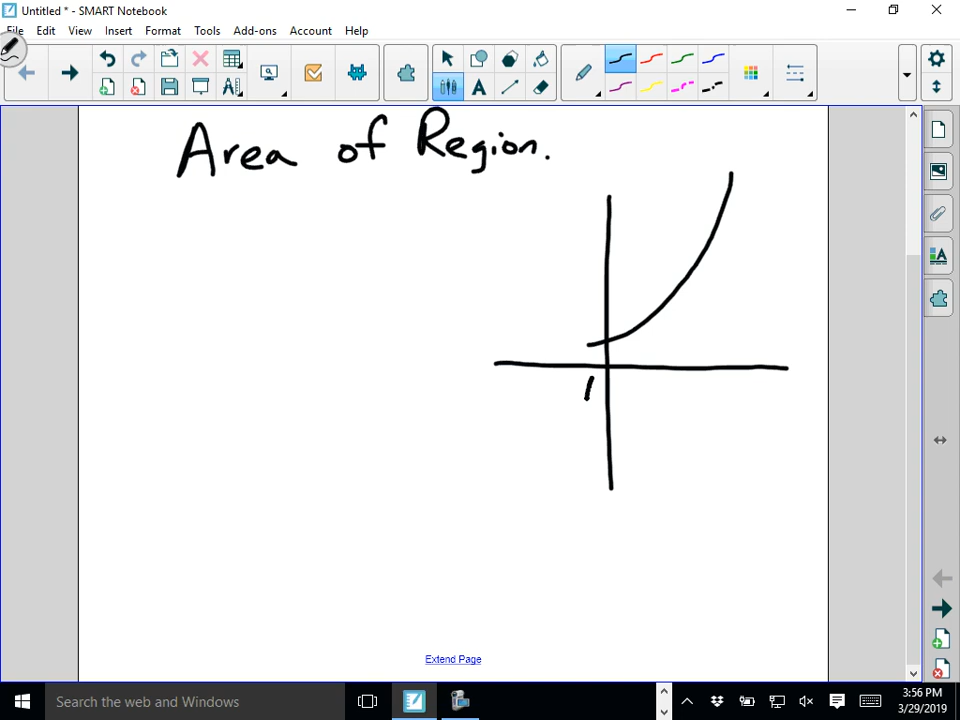 Untitled * - SMART Notebook
File Edit View Insert Format Tools Add-ons Account Help
Area of Region.
Extend Page
Search the web and Windows
3:56 PM
3/29/2019